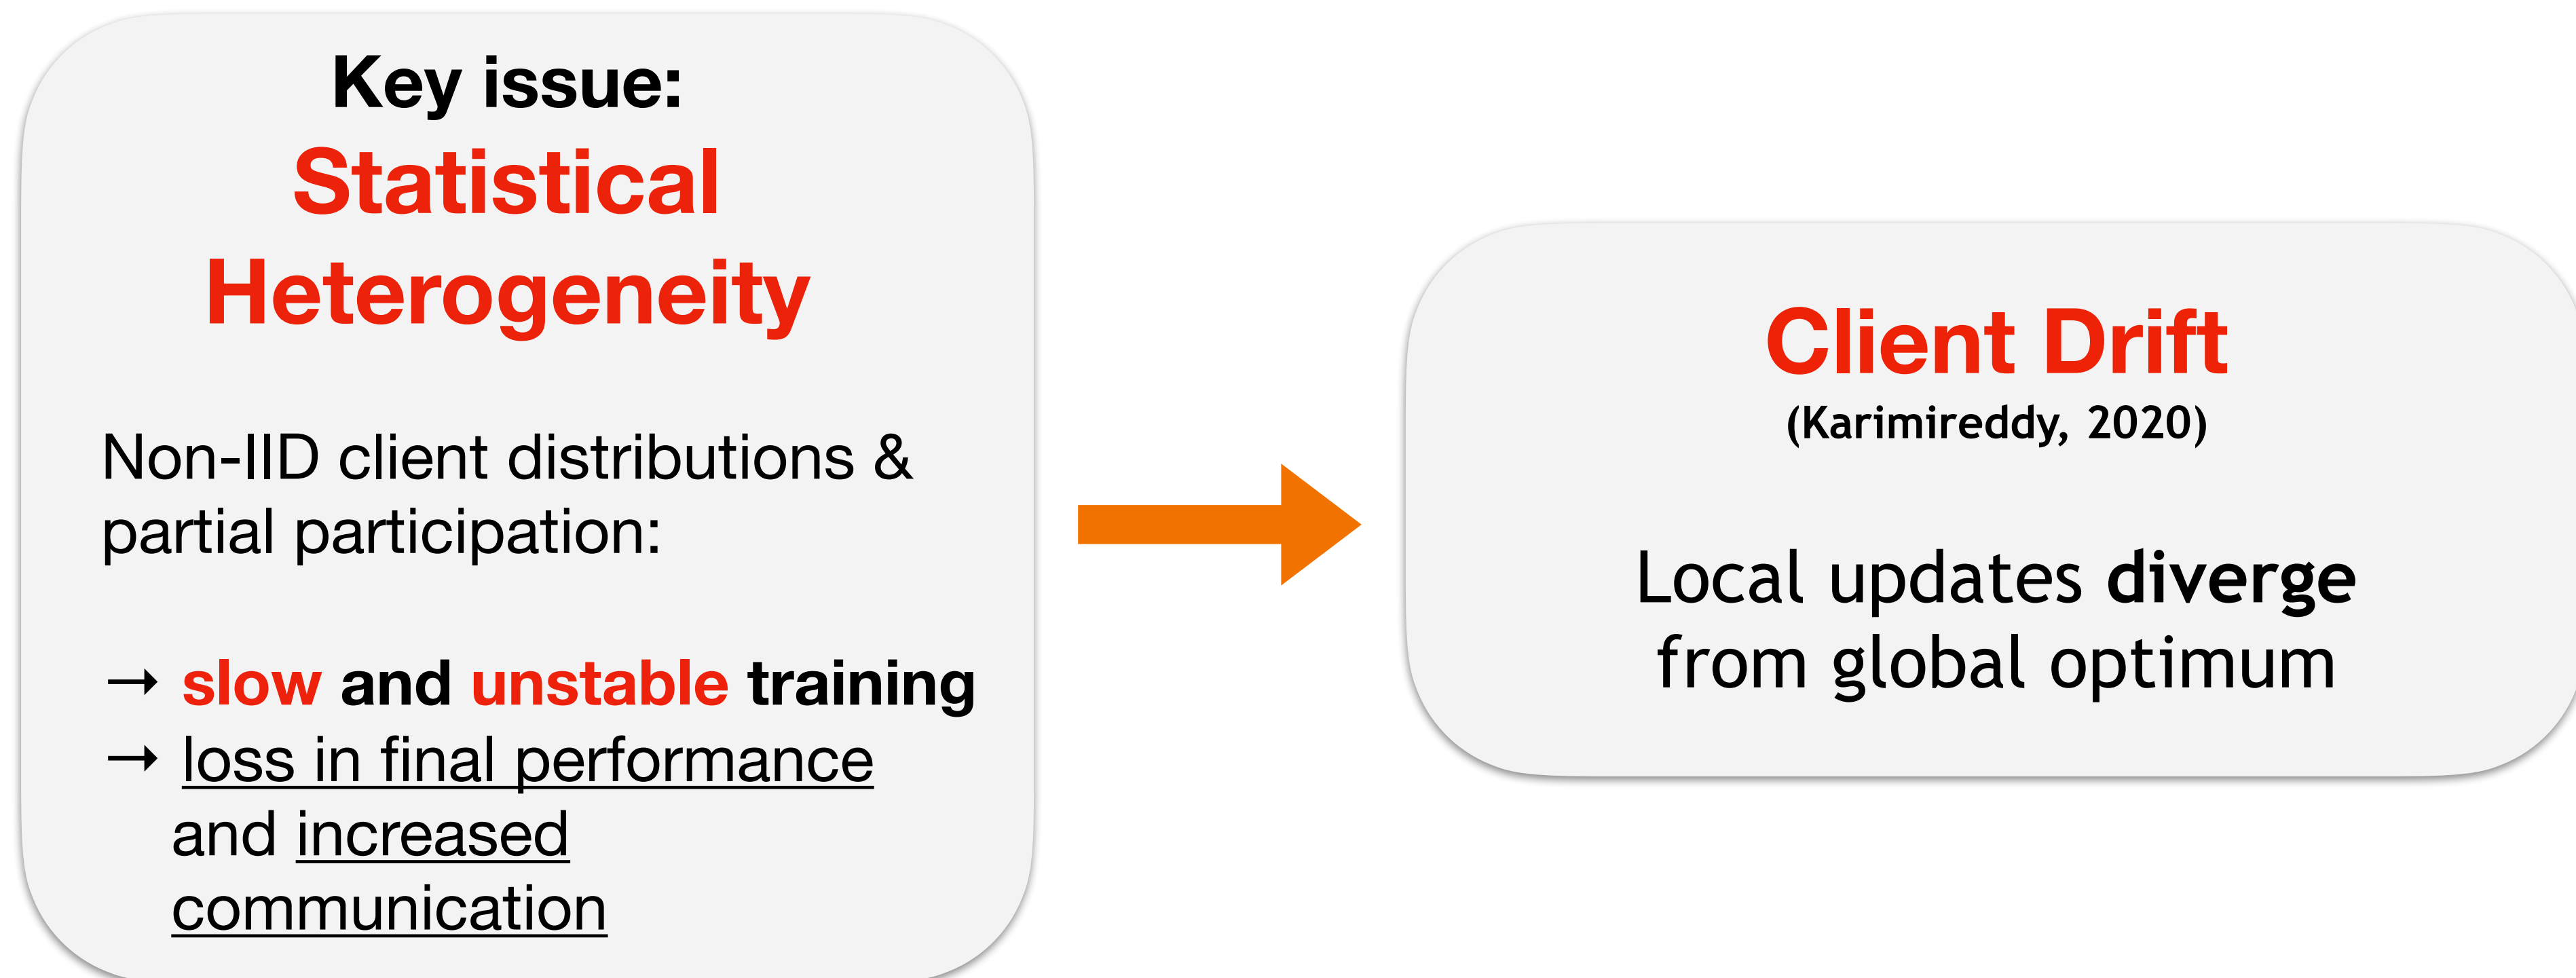 Key issue:
Statistical
Heterogeneity
Non-IID client distributions &
partial participation:
→ slow and unstable training
→ loss in final performance
and increased
communication
Client Drift
(Karimireddy, 2020)
Local updates diverge
from global optimum